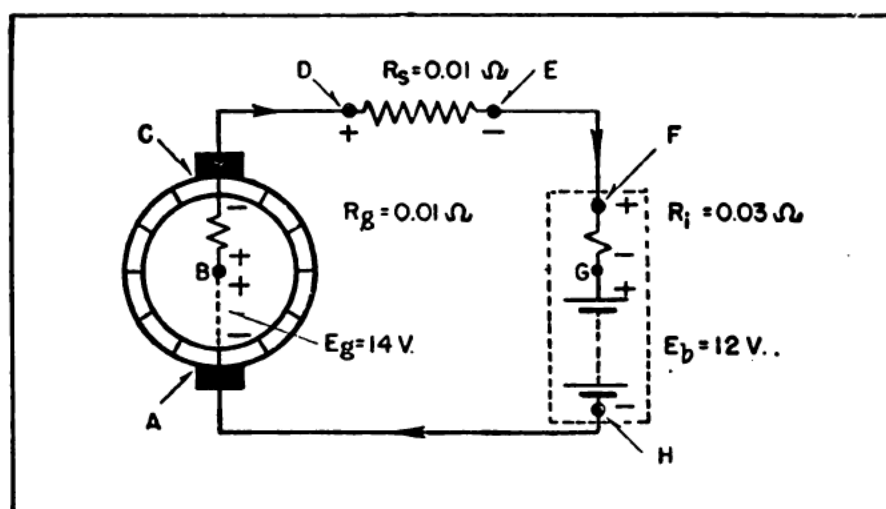 D
Rs=0.01 Ω
E
+
−
C
F
−
Rg=0.01 Ω
+
Ri=0.03 Ω
+
B
+
−
G
+
−
Eg=14 V.
Eb=12 V..
A
−
H